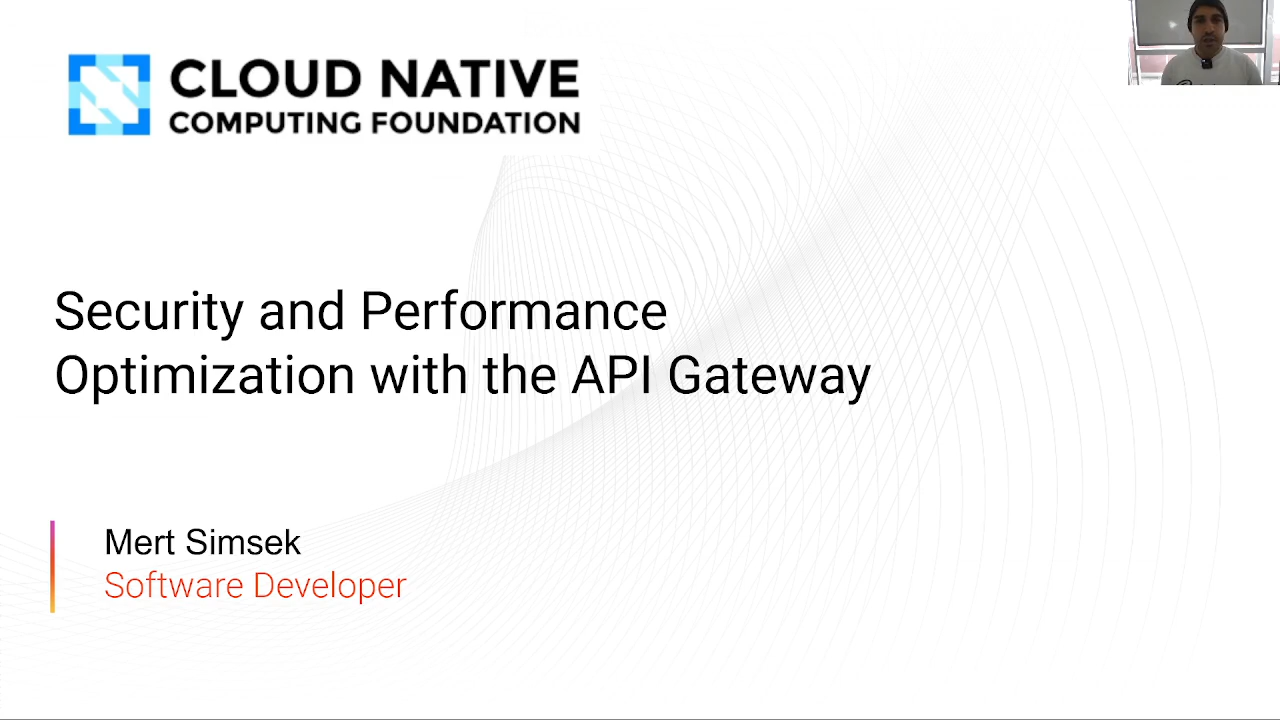 CLOUD NATIVE
COMPUTING FOUNDATION
Security and Performance
Optimization with the API Gateway
Mert Simsek
Software Developer